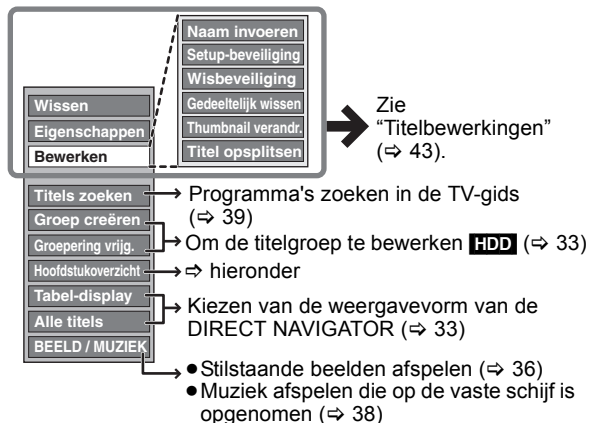 Naam invoeren
Setup-beveiliging
Wisbeveiliging
Gedeeltelijk wissen
Thumbnail verandr.
Titel opsplitsen
Wissen
Eigenschappen
Bewerken
Zie
“Titelbewerkingen”
(⇨ 43).
Titels zoeken
Programma's zoeken in de TV-gids
(⇨ 39)
Groep creëren
Groepering vrijg.
Om de titelgroep te bewerken HDD (⇨ 33)
Hoofdstukoverzicht
⇨ hieronder
Tabel-display
Alle titels
Kiezen van de weergavevorm van de
DIRECT NAVIGATOR (⇨ 33)
BEELD / MUZIEK
●Stilstaande beelden afspelen (⇨ 36)
●Muziek afspelen die op de vaste schijf is
opgenomen (⇨ 38)